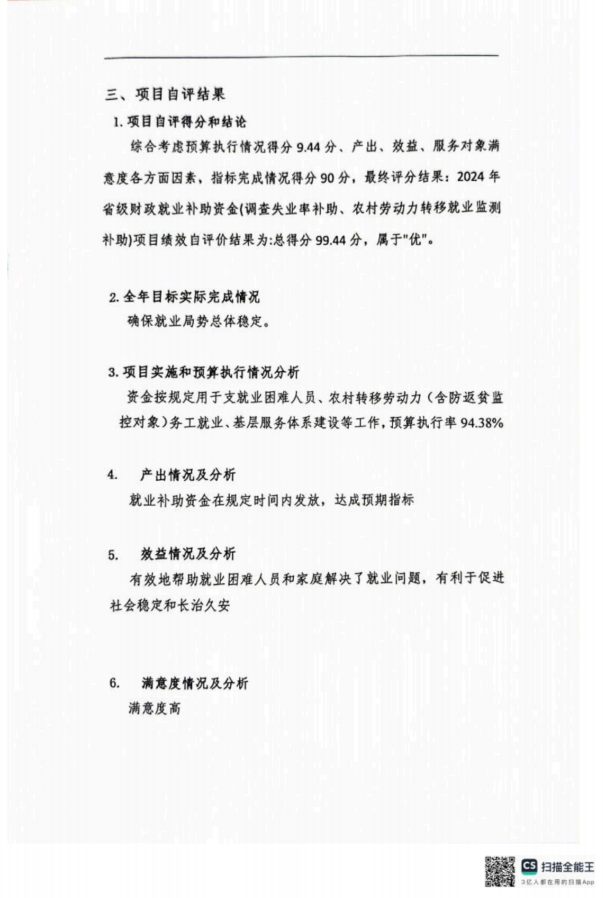 三、项目自评结果
1. 项目自评得分和结论
综合考虑预算执行情况得分 9.44 分、产出、效益、服务对象满
意度各方面因素，指标完成情况得分 90 分，最终评分结果：2024 年
省级财政就业补助资金(调查失业率补助、农村劳动力转移就业监测
补助)项目绩效自评价结果为:总得分 99.44 分，属于"优"。
2. 全年目标实际完成情况
确保就业局势总体稳定。
3. 项目实施和预算执行情况分析
资金按规定用于支就业困难人员、农村转移劳动力（含防返贫监
控对象）务工就业、基层服务体系建设等工作，预算执行率 94.38%
4. 产出情况及分析
就业补助资金在规定时间内发放，达成预期指标
5. 效益情况及分析
有效地帮助就业困难人员和家庭解决了就业问题，有利于促进
社会稳定和长治久安
6. 满意度情况及分析
满意度高
CS 扫描全能王
3亿人都在用的扫描App